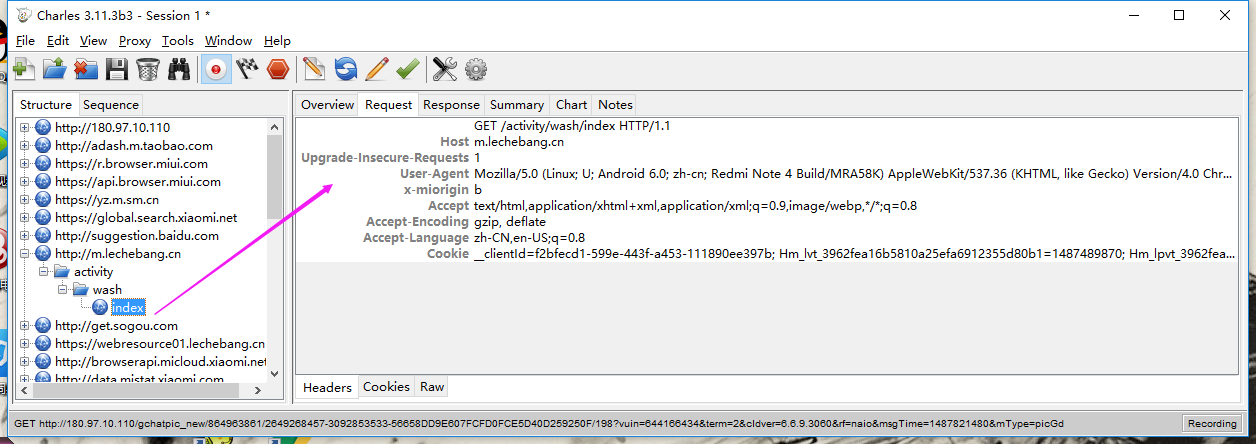 Charles 3.11.3b3 - Session 1 *
File Edit View Proxy Tools Window Help
Structure Sequence
http://180.97.10.110
http://adash.m.taobao.com
https://r.browser.miui.com
https://api.browser.miui.com
https://yz.m.sm.cn
https://global.search.xiaomi.net
http://suggestion.baidu.com
http://m.lechebang.cn
activity
wash
index
http://get.sogou.com
https://webresource01.lechebang.cn
http://browserapi.micloud.xiaomi.net
http://data.mistat.xiaomi.com
Overview Request Response Summary Chart Notes
GET /activity/wash/index HTTP/1.1
Host m.lechebang.cn
Upgrade-Insecure-Requests 1
User-Agent Mozilla/5.0 (Linux; U; Android 6.0; zh-cn; Redmi Note 4 Build/MRA58K) AppleWebKit/537.36 (KHTML, like Gecko) Version/4.0 Chr...
x-miorigin b
Accept text/html,application/xhtml+xml,application/xml;q=0.9,image/webp,*/*;q=0.8
Accept-Encoding gzip, deflate
Accept-Language zh-CN,en-US;q=0.8
Cookie __clientId=f2bfecd1-599e-443f-a453-111890ee397b; Hm_lvt_3962fea16b5810a25efa6912355d80b1=1487489870; Hm_lpvt_3962fea...
Headers Cookies Raw
GET http://180.97.10.110/gchatpic_new/864963861/2649268457-3092853533-56658DD9E607FCFD0FCE5D40D259250F/198?vuin=644166434&term=2&cldver=6.6.9.3060&rf=naio&msgTime=1487821480&mType=picGd
Recording